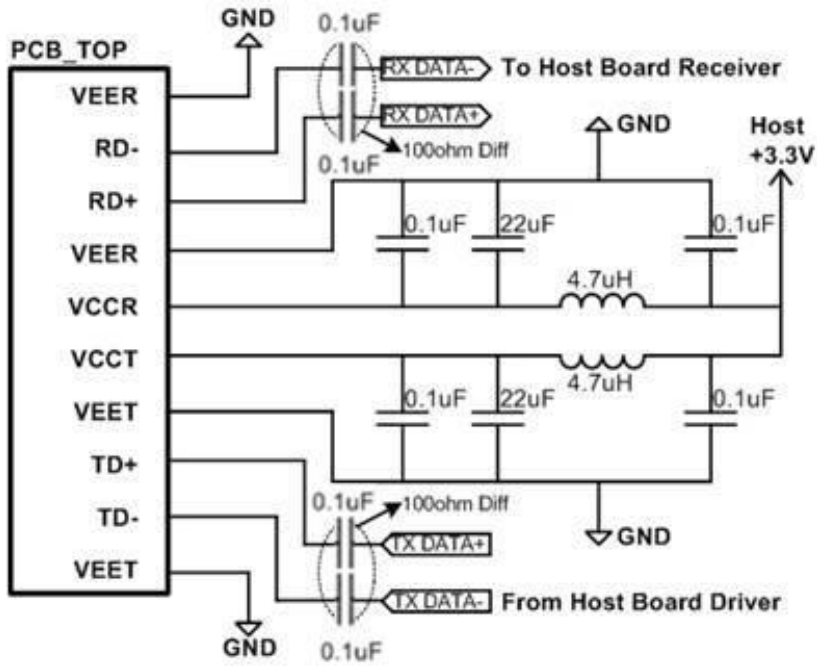 GND
0.1uF
PCB_TOP
RX DATA- To Host Board Receiver
VEER
RX DATA+
GND
Host
+3.3V
RD-
0.1uF
100ohm Diff
RD+
0.1uF
22uF
0.1uF
VEER
4.7uH
VCCR
VCCT
4.7uH
VEET
0.1uF
22uF
0.1uF
TD+
0.1uF
100ohm Diff
TD-
TX DATA+
GND
VEET
TX DATA- From Host Board Driver
GND
0.1uF